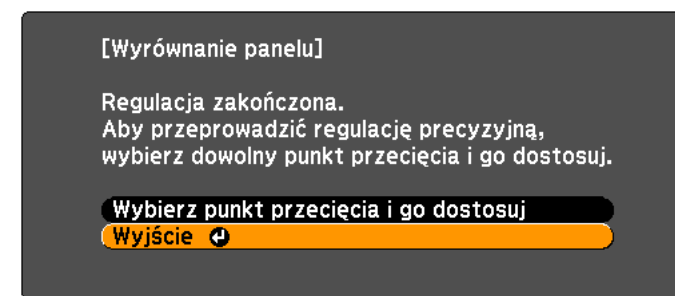 [Wyrównanie panelu]
Regulacja zakończona.
Aby przeprowadzić regulację precyzyjną,
wybierz dowolny punkt przecięcia i go dostosuj.
Wybierz punkt przecięcia i go dostosuj
Wyjście